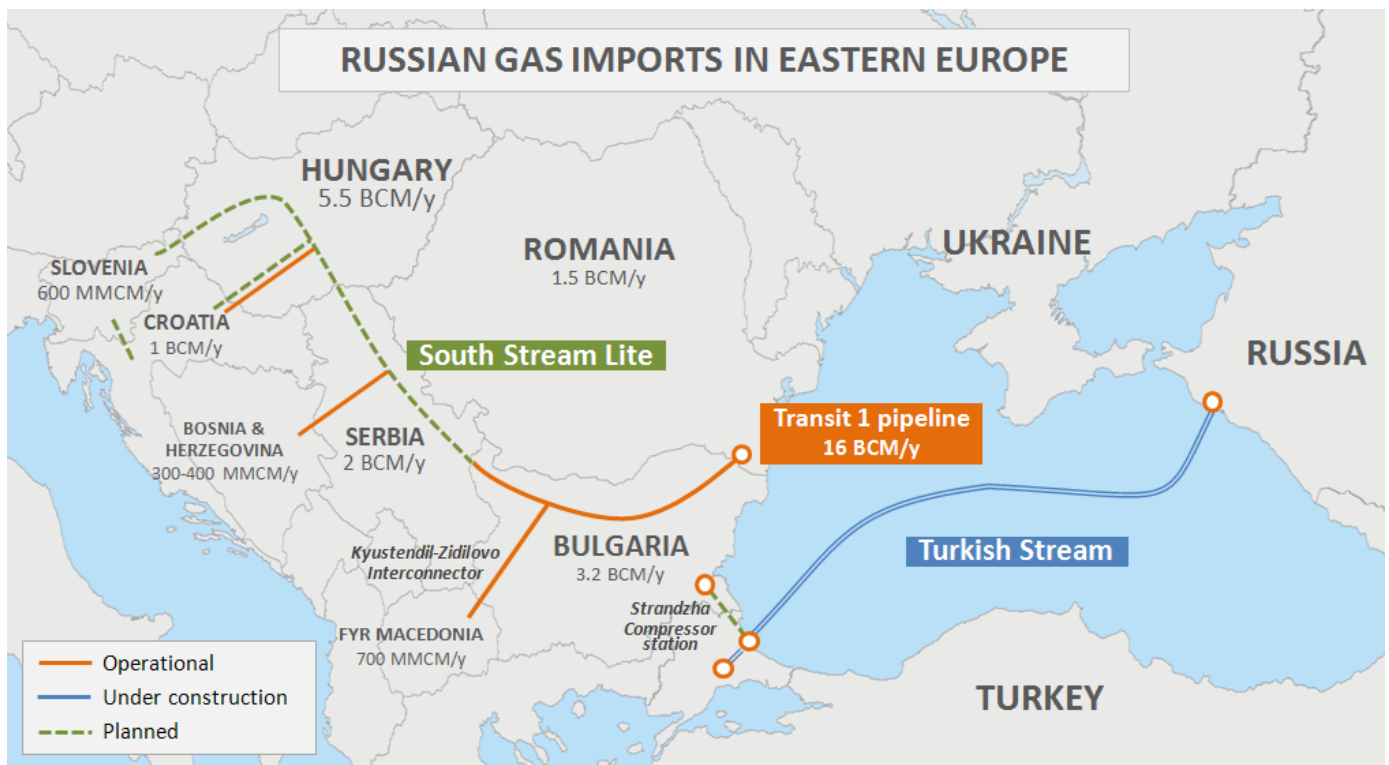 RUSSIAN GAS IMPORTS IN EASTERN EUROPE
HUNGARY
5.5 BCM/y
ROMANIA
1.5 BCM/y
UKRAINE
SLOVENIA
600 MMCM/y
CROATIA
1 BCM/y
South Stream Lite
RUSSIA
BOSNIA &
HERZEGOVINA
300-400 MMCM/y
SERBIA
2 BCM/y
Transit 1 pipeline
16 BCM/y
Kyustendil-Zidilovo
Interconnector
BULGARIA
3.2 BCM/y
Turkish Stream
Strandzha
Compressor
station
FYR MACEDONIA
700 MMCM/y
TURKEY
Operational
Under construction
Planned